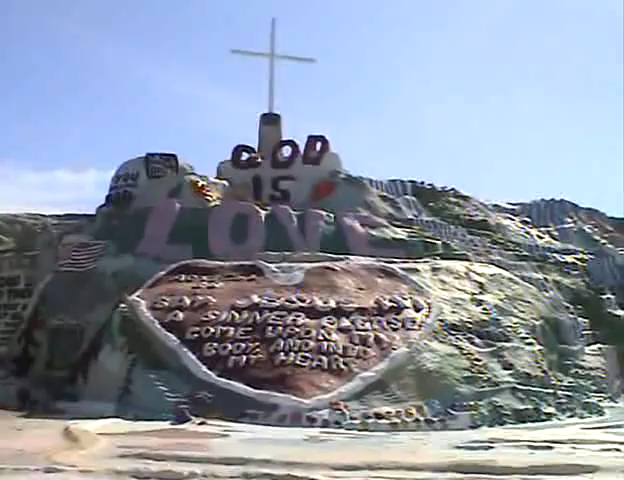 GOD
IS
LOVE
SAY JESUS I'M
A SINNER PLEASE
COME UPON MY
BODY AND INTO
MY HEART